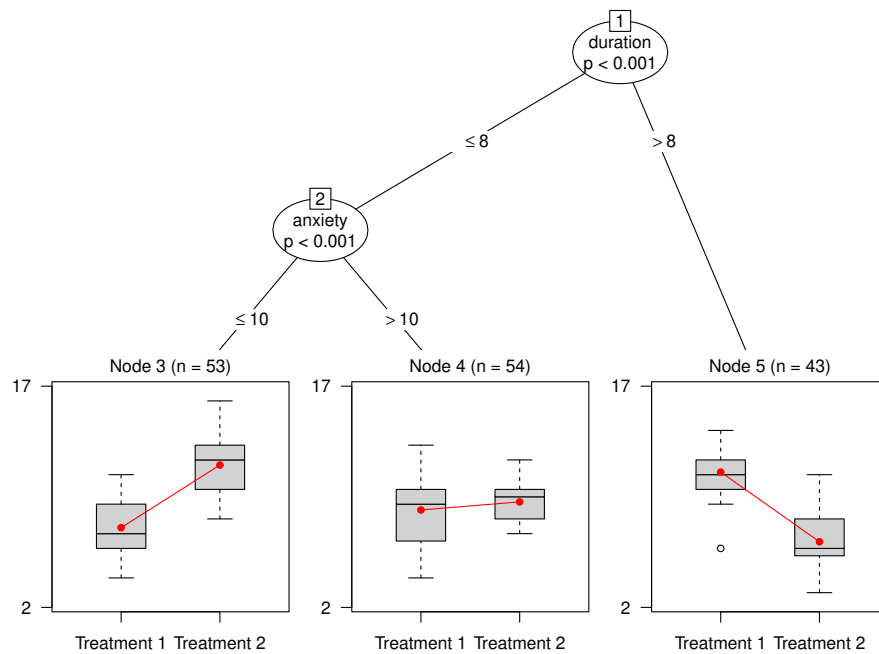 1
duration
p < 0.001
≤ 8
> 8
2
anxiety
p < 0.001
≤ 10
> 10
Node 3 (n = 53)
Node 4 (n = 54)
Node 5 (n = 43)
17
17
17
2
2
2
Treatment 1 Treatment 2
Treatment 1 Treatment 2
Treatment 1 Treatment 2